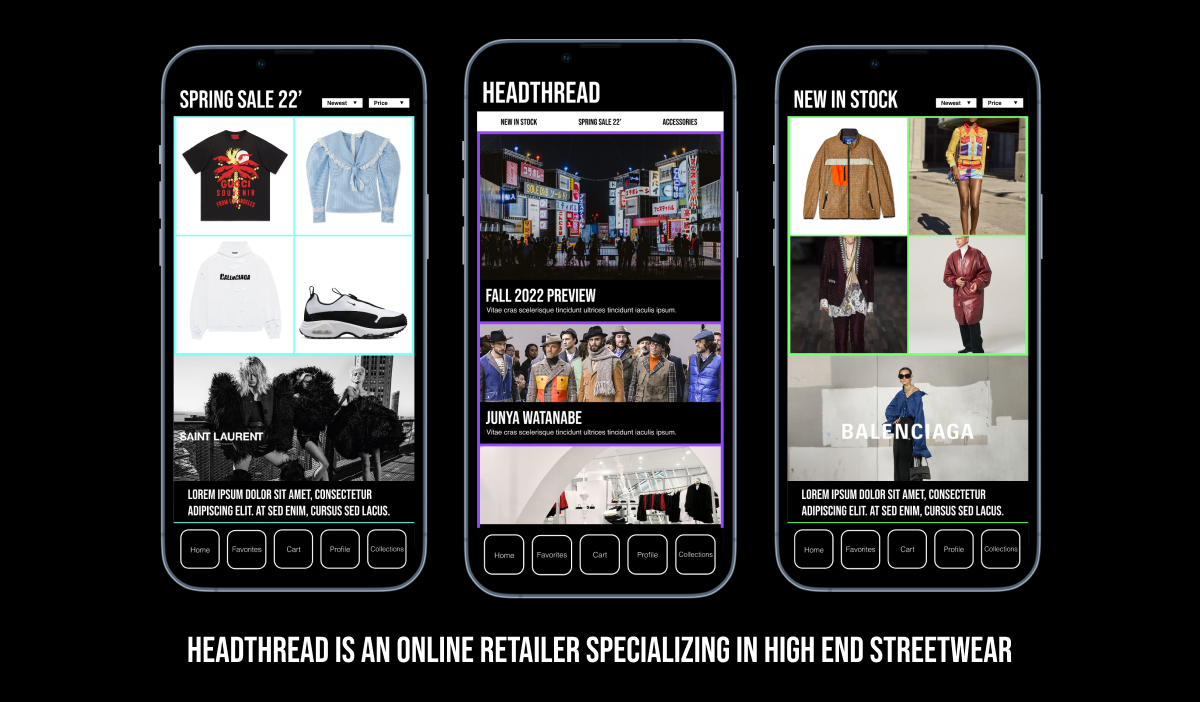 SPRING SALE 22'
Newest ▼ Price ▼
GUCCI
SOUVENIR
FROM LOS ANGELES
BALENCIAGA
SAINT LAURENT
LOREM IPSUM DOLOR SIT AMET, CONSECTETUR
ADIPISCING ELIT. AT SED ENIM, CURSUS SED LACUS.
Home Favorites Cart Profile Collections
HEADTHREAD
NEW IN STOCK SPRING SALE 22' ACCESSORIES
SOLE DUE
FALL 2022 PREVIEW
Vitae cras scelerisque tincidunt ultrices tincidunt iaculis ipsum.
JUNYA WATANABE
Vitae cras scelerisque tincidunt ultrices tincidunt iaculis ipsum.
Home Favorites Cart Profile Collections
NEW IN STOCK
Newest ▼ Price ▼
BALENCIAGA
LOREM IPSUM DOLOR SIT AMET, CONSECTETUR
ADIPISCING ELIT. AT SED ENIM, CURSUS SED LACUS.
Home Favorites Cart Profile Collections
HEADTHREAD IS AN ONLINE RETAILER SPECIALIZING IN HIGH END STREETWEAR